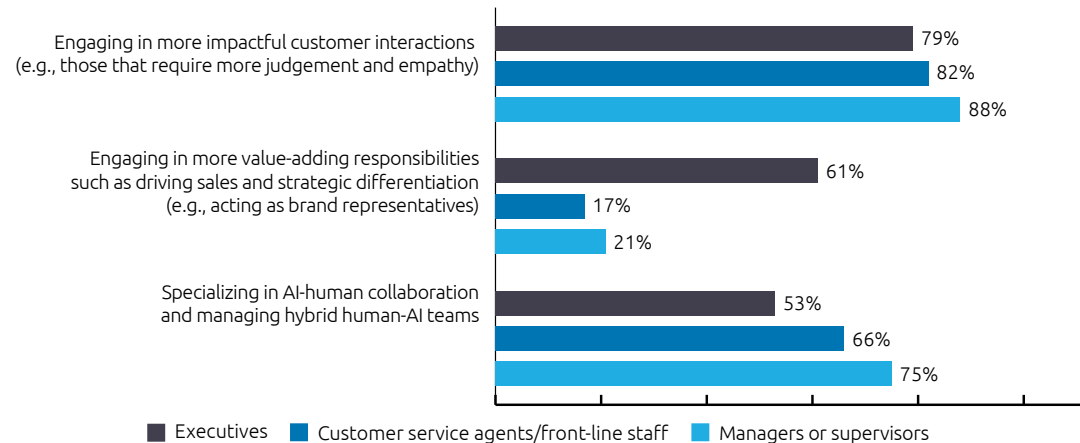 Engaging in more impactful customer interactions
(e.g., those that require more judgement and empathy)
79%
82%
88%
Engaging in more value-adding responsibilities
such as driving sales and strategic differentiation
(e.g., acting as brand representatives)
61%
17%
21%
Specializing in AI-human collaboration
and managing hybrid human-AI teams
53%
66%
75%
Executives Customer service agents/front-line staff Managers or supervisors